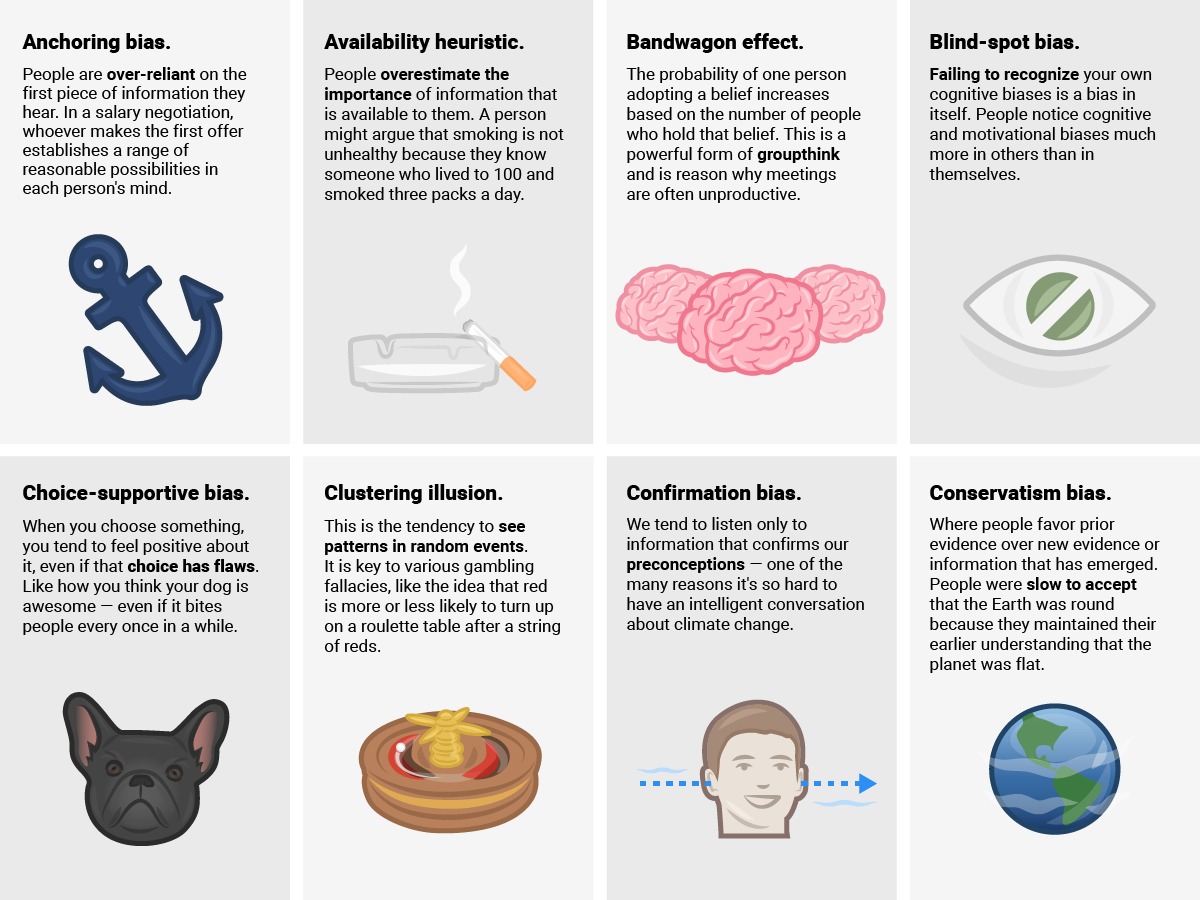 Anchoring bias.
People are over-reliant on the
first piece of information they
hear. In a salary negotiation,
whoever makes the first offer
establishes a range of
reasonable possibilities in
each person's mind.
Availability heuristic.
People overestimate the
importance of information that
is available to them. A person
might argue that smoking is not
unhealthy because they know
someone who lived to 100 and
smoked three packs a day.
Bandwagon effect.
The probability of one person
adopting a belief increases
based on the number of people
who hold that belief. This is a
powerful form of groupthink
and is reason why meetings
are often unproductive.
Blind-spot bias.
Failing to recognize your own
cognitive biases is a bias in
itself. People notice cognitive
and motivational biases much
more in others than in
themselves.
Choice-supportive bias.
When you choose something,
you tend to feel positive about
it, even if that choice has flaws.
Like how you think your dog is
awesome — even if it bites
people every once in a while.
Clustering illusion.
This is the tendency to see
patterns in random events.
It is key to various gambling
fallacies, like the idea that red
is more or less likely to turn up
on a roulette table after a string
of reds.
Confirmation bias.
We tend to listen only to
information that confirms our
preconceptions — one of the
many reasons it's so hard to
have an intelligent conversation
about climate change.
Conservatism bias.
Where people favor prior
evidence over new evidence or
information that has emerged.
People were slow to accept
that the Earth was round
because they maintained their
earlier understanding that the
planet was flat.